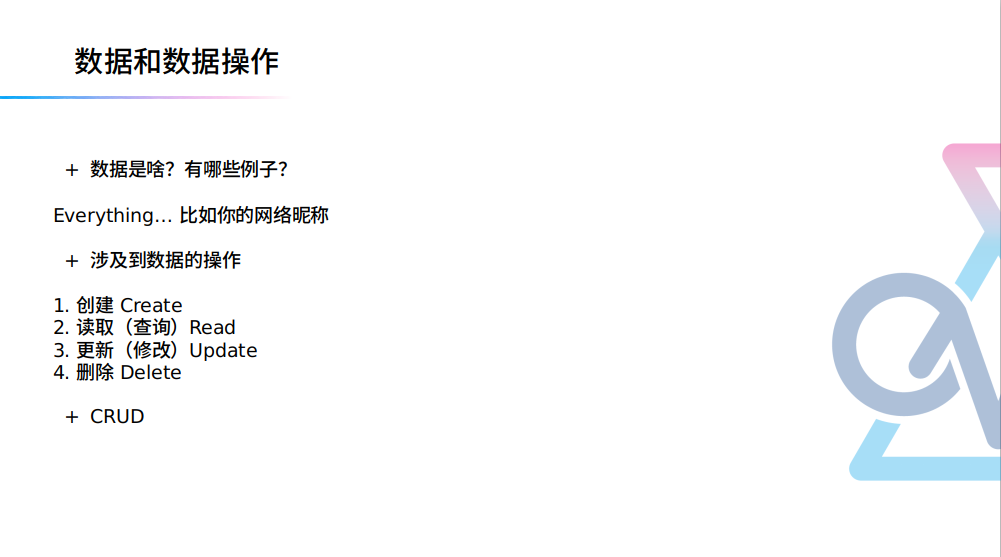 数据和数据操作
+ 数据是啥？有哪些例子？
Everything... 比如你的网络昵称
+ 涉及到数据的操作
1. 创建 Create
2. 读取（查询）Read
3. 更新（修改）Update
4. 删除 Delete
+ CRUD